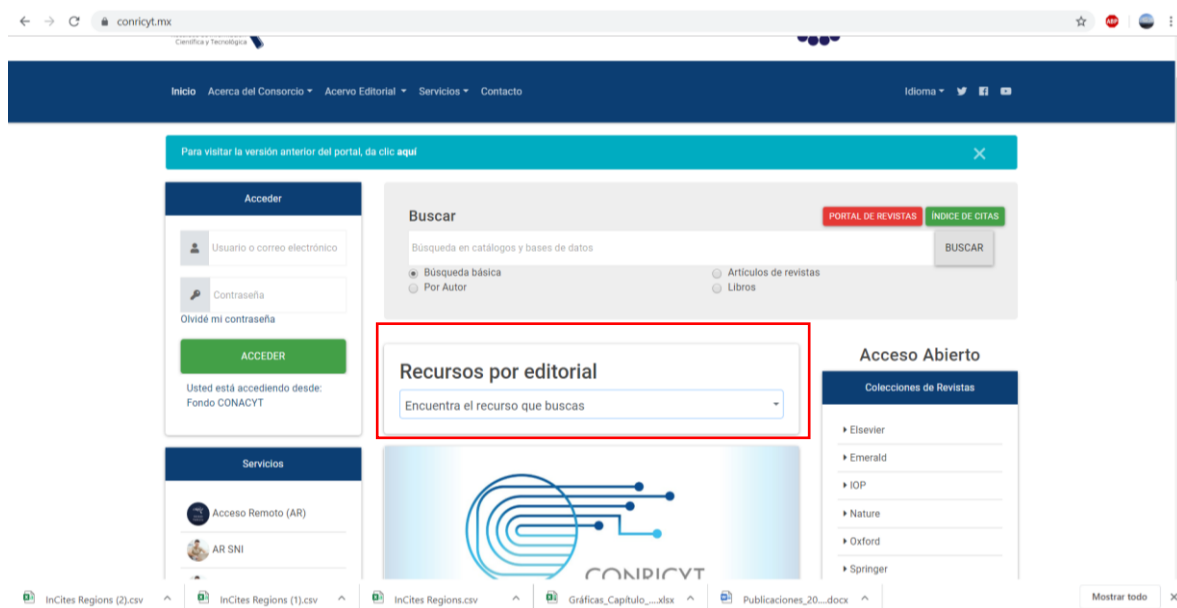 conricyt.mx
ABP
Científica y Tecnológica
Inicio Acerca del Consorcio Acervo Editorial Servicios Contacto
Idioma
Para visitar la versión anterior del portal, da clic aquí
Acceder
Usuario o correo electrónico
Contraseña
Olvidé mi contraseña
ACCEDER
Usted está accediendo desde:
Fondo CONACYT
Servicios
Acceso Remoto (AR)
AR SNI
Buscar
PORTAL DE REVISTAS ÍNDICE DE CITAS
Búsqueda en catálogos y bases de datos
BUSCAR
Búsqueda básica
Artículos de revistas
Por Autor
Libros
Recursos por editorial
Encuentra el recurso que buscas
CONRICYT
Acceso Abierto
Colecciones de Revistas
Elsevier
Emerald
IOP
Nature
Oxford
Springer
InCites Regions (2).csv
InCites Regions (1).csv
InCites Regions.csv
Gráficas_Capítulo_....xlsx
Publicaciones_20....docx
Mostrar todo